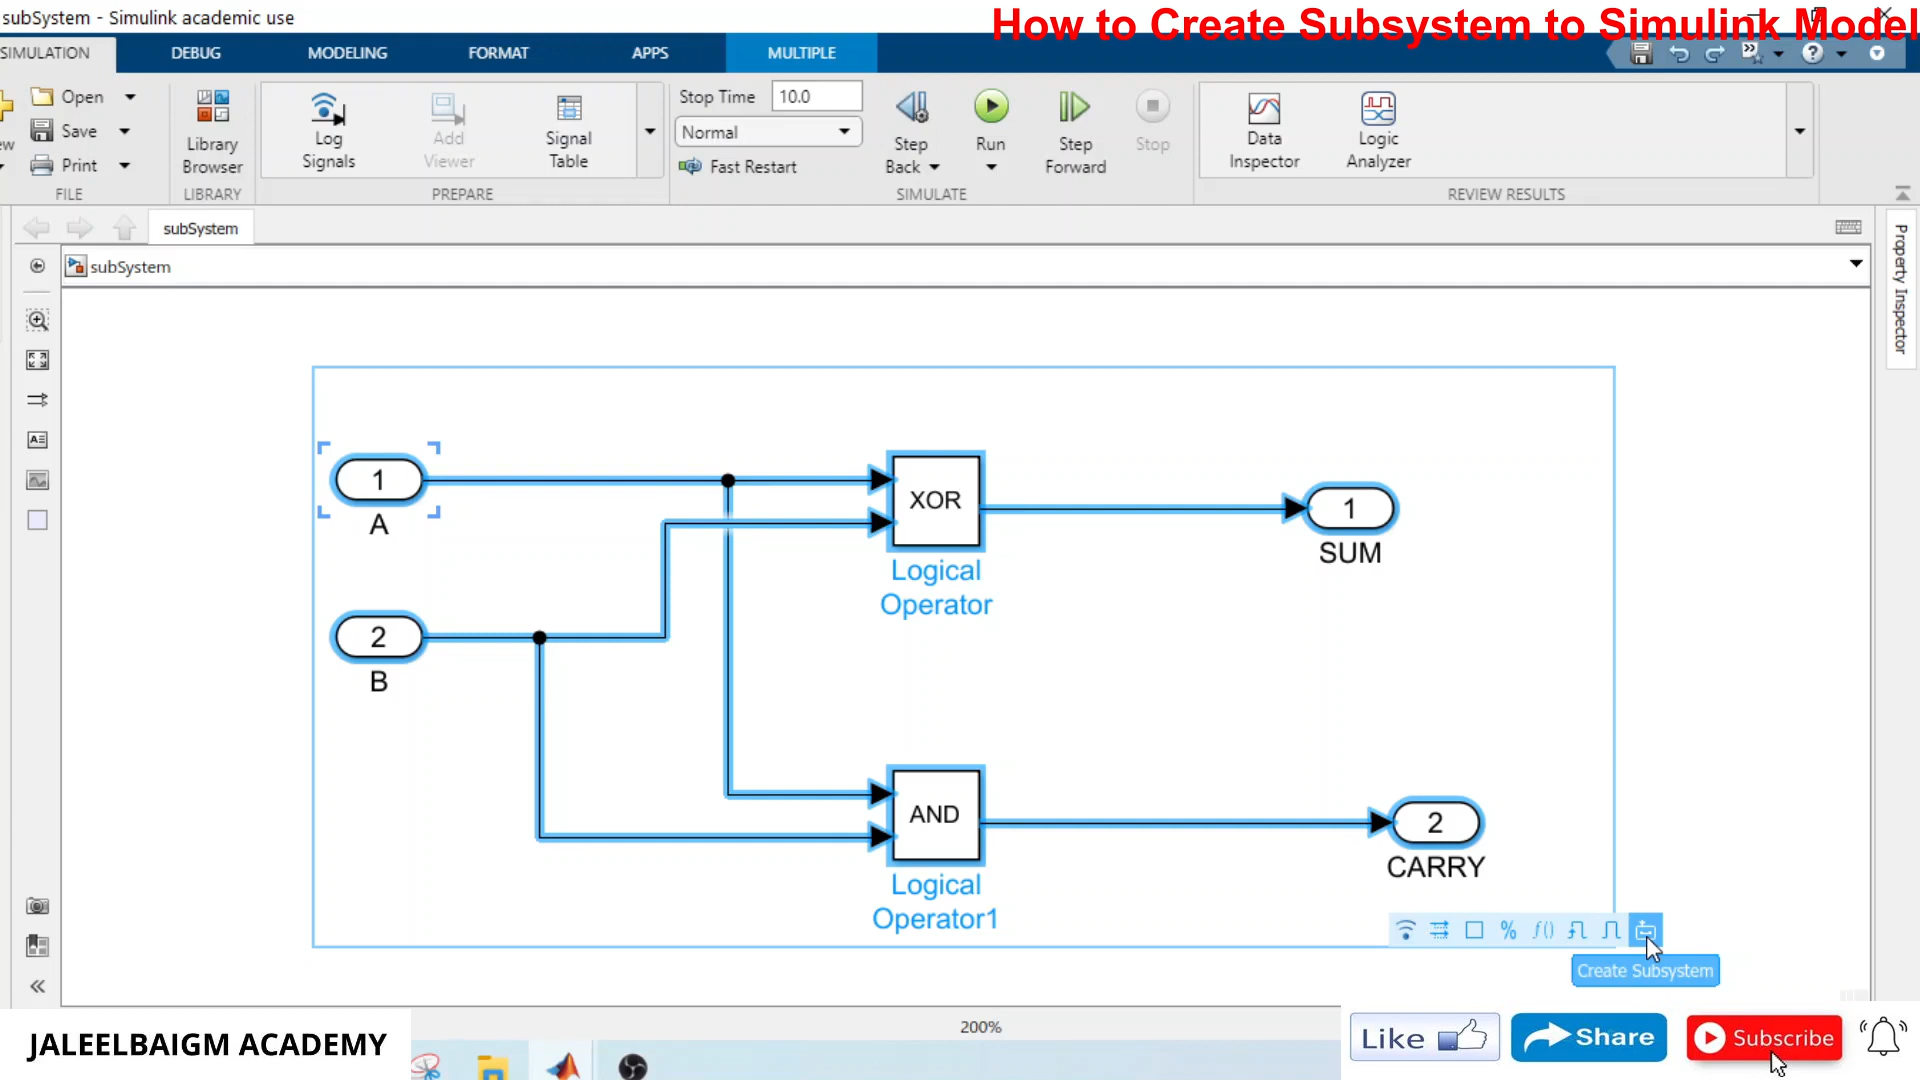 subSystem - Simulink academic use
How to Create Subsystem to Simulink Model
SIMULATION
DEBUG
MODELING
FORMAT
APPS
MULTIPLE
Open
Save
Print
FILE
Library
Browser
LIBRARY
Log
Signals
Add
Viewer
Signal
Table
PREPARE
Stop Time 10.0
Normal
Fast Restart
Step
Back
Run
Step
Forward
Stop
SIMULATE
Data
Inspector
Logic
Analyzer
REVIEW RESULTS
subSystem
subSystem
Property Inspector
1
A
XOR
Logical
Operator
1
SUM
2
B
AND
Logical
Operator1
2
CARRY
% f()
Create Subsystem
200%
JALEELBAIGM ACADEMY
Like
Share
Subscribe